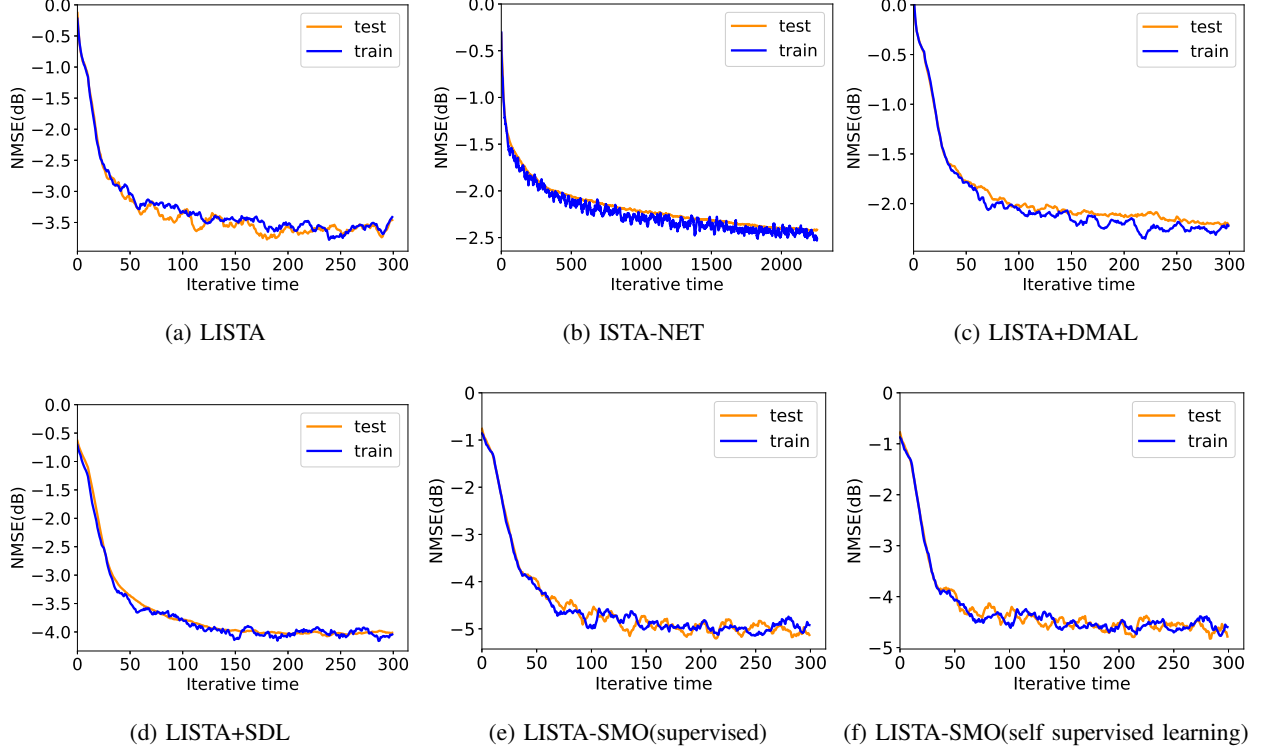 0.0
−0.5
−1.0
−1.5
−2.0
−2.5
−3.0
−3.5
NMSE(dB)
test
train
0 50 100 150 200 250 300
Iterative time
(a) LISTA
0.0
−0.5
−1.0
−1.5
−2.0
−2.5
NMSE(dB)
test
train
0 500 1000 1500 2000
Iterative time
(b) ISTA-NET
0.0
−0.5
−1.0
−1.5
−2.0
NMSE(dB)
test
train
0 50 100 150 200 250 300
Iterative time
(c) LISTA+DMAL
0.0
−0.5
−1.0
−1.5
−2.0
−2.5
−3.0
−3.5
−4.0
NMSE(dB)
test
train
0 50 100 150 200 250 300
Iterative time
(d) LISTA+SDL
0
−1
−2
−3
−4
−5
NMSE(dB)
test
train
0 50 100 150 200 250 300
Iterative time
(e) LISTA-SMO(supervised)
0
−1
−2
−3
−4
−5
NMSE(dB)
test
train
0 50 100 150 200 250 300
Iterative time
(f) LISTA-SMO(self supervised learning)